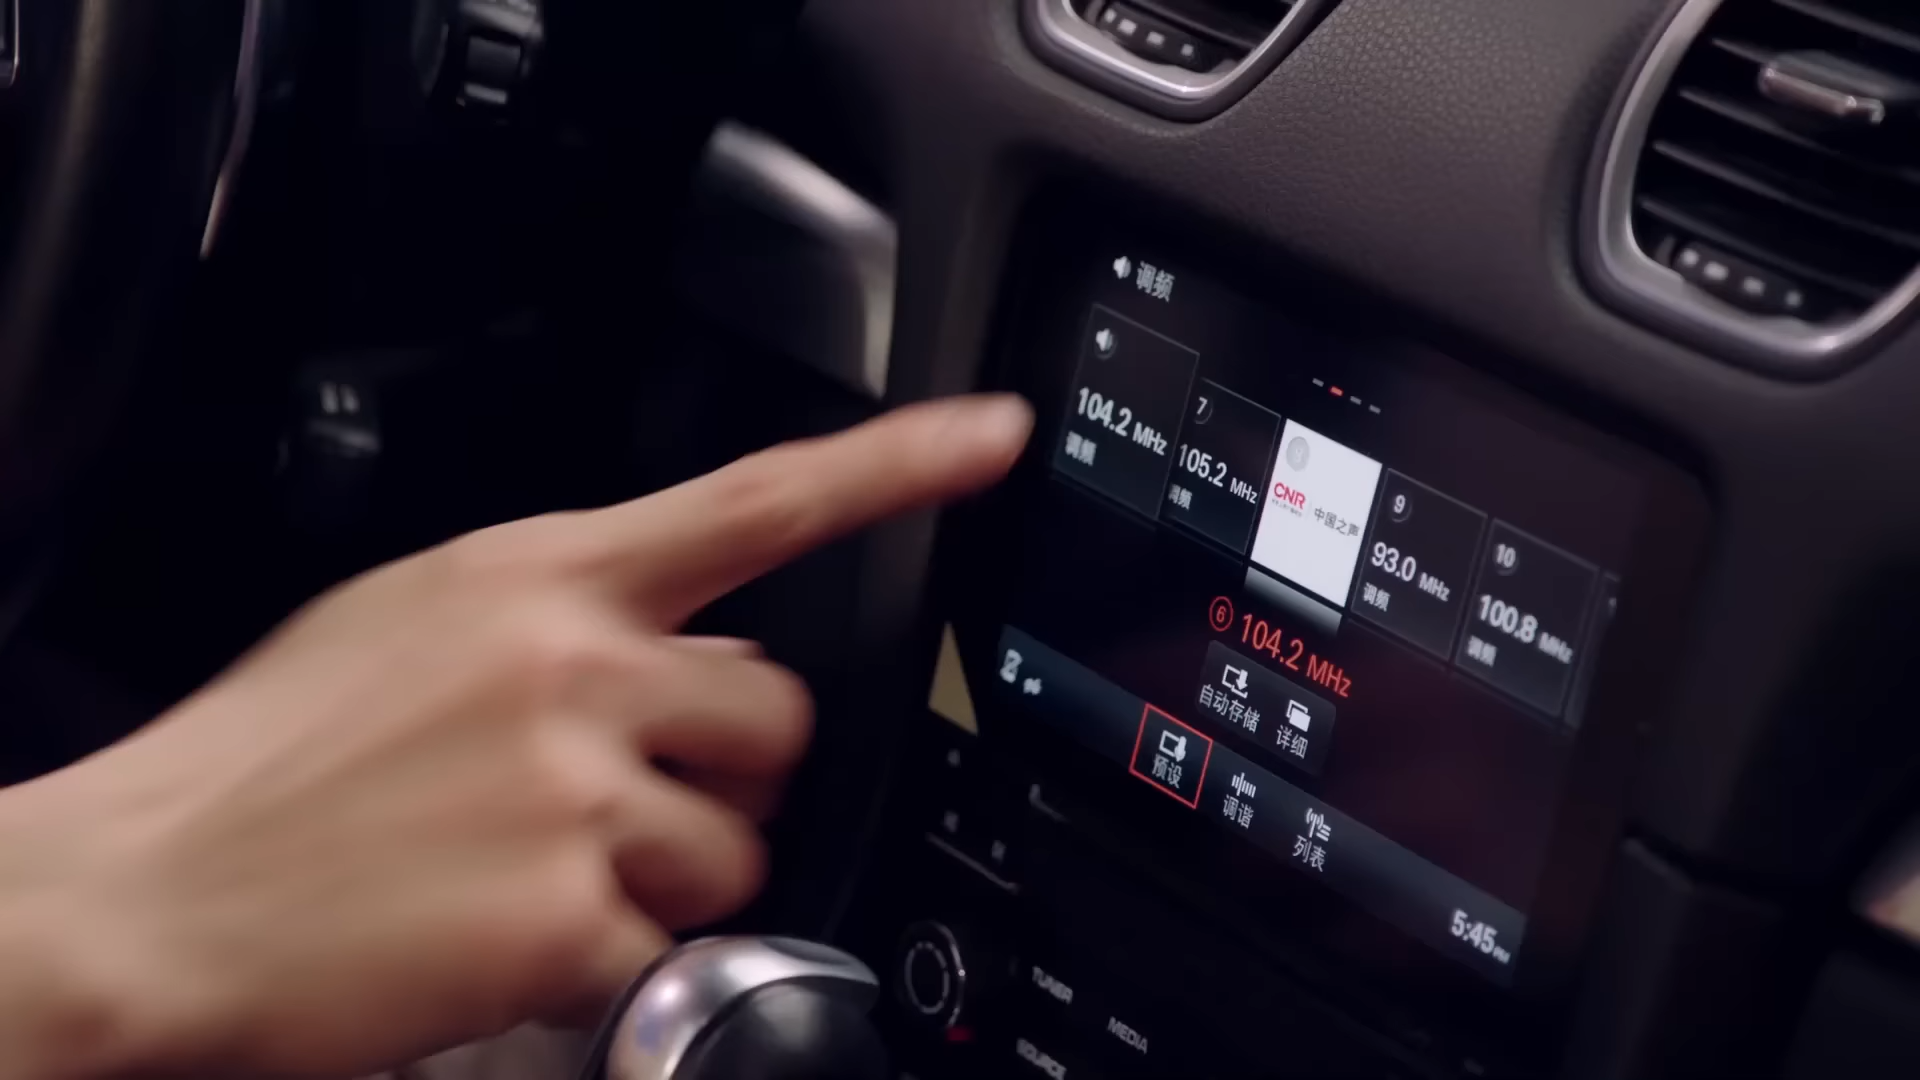 调频
104.2 MHz
调频
7
105.2 MHz
调频
8
CNR 中国之声
9
93.0 MHz
调频
10
100.8 MHz
调频
6 104.2 MHz
自动存储
详细
预设
调谐
列表
5:45 PM
TUNER
MEDIA
SOURCE